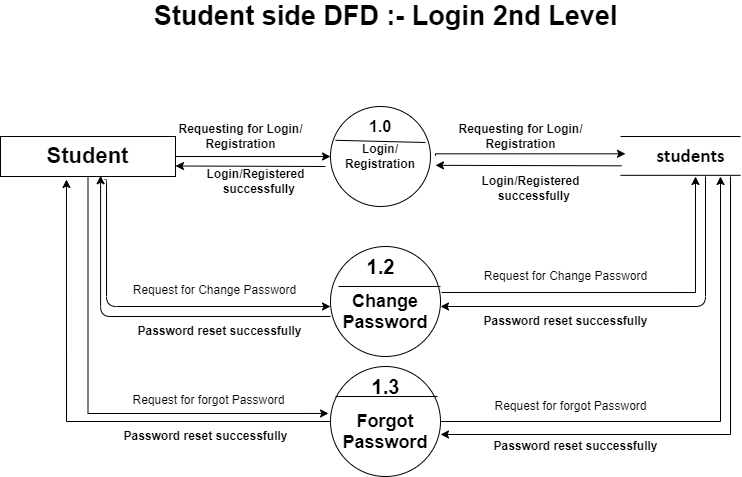 Student side DFD :- Login 2nd Level
Requesting for Login/
Registration
1.0
Requesting for Login/
Registration
Student
Login/
Registration
students
Login/Registered
successfully
Login/Registered
successfully
1.2
Request for Change Password
Request for Change Password
Change
Password
Password reset successfully
Password reset successfully
1.3
Request for forgot Password
Request for forgot Password
Forgot
Password
Password reset successfully
Password reset successfully